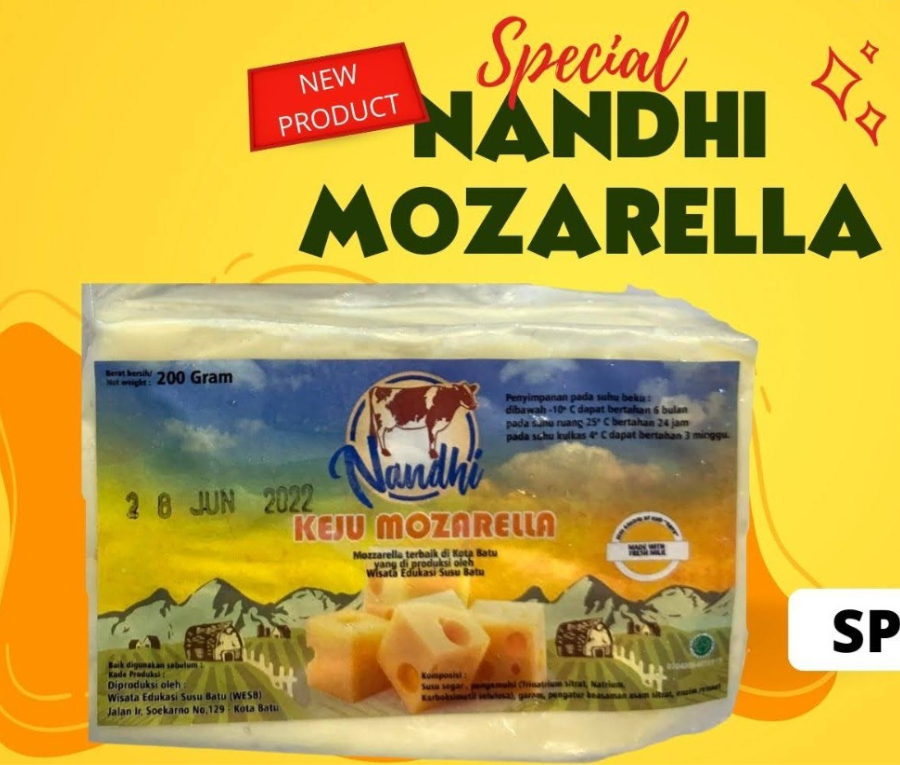 Special
NEW
PRODUCT
NANDHI
MOZARELLA
Berat bersih/
Net weight : 200 Gram
Penyimpanan pada suhu beku :
dibawah -10° C dapat bertahan 6 bulan
pada suhu ruang 25° C bertahan 24 jam
pada suhu kulkas 4° C dapat bertahan 3 minggu.
Nandhi
28 JUN 2022
KEJU MOZARELLA
Mozzarella terbaik di Kota Batu
yang di produksi oleh
Wisata Edukasi Susu Batu
MADE WITH
FRESH MILK
SP
Baik digunakan sebelum :
Kode Produksi :
Diproduksi oleh :
Wisata Edukasi Susu Batu (WESB)
Jalan Ir. Soekarno No.129 - Kota Batu
Komposisi :
Susu segar, pengemulsi (Trinatrium sitrat, Natrium,
Karboksimetil selulosa), garam, pengatur keasaman asam sitrat, enzim rennet